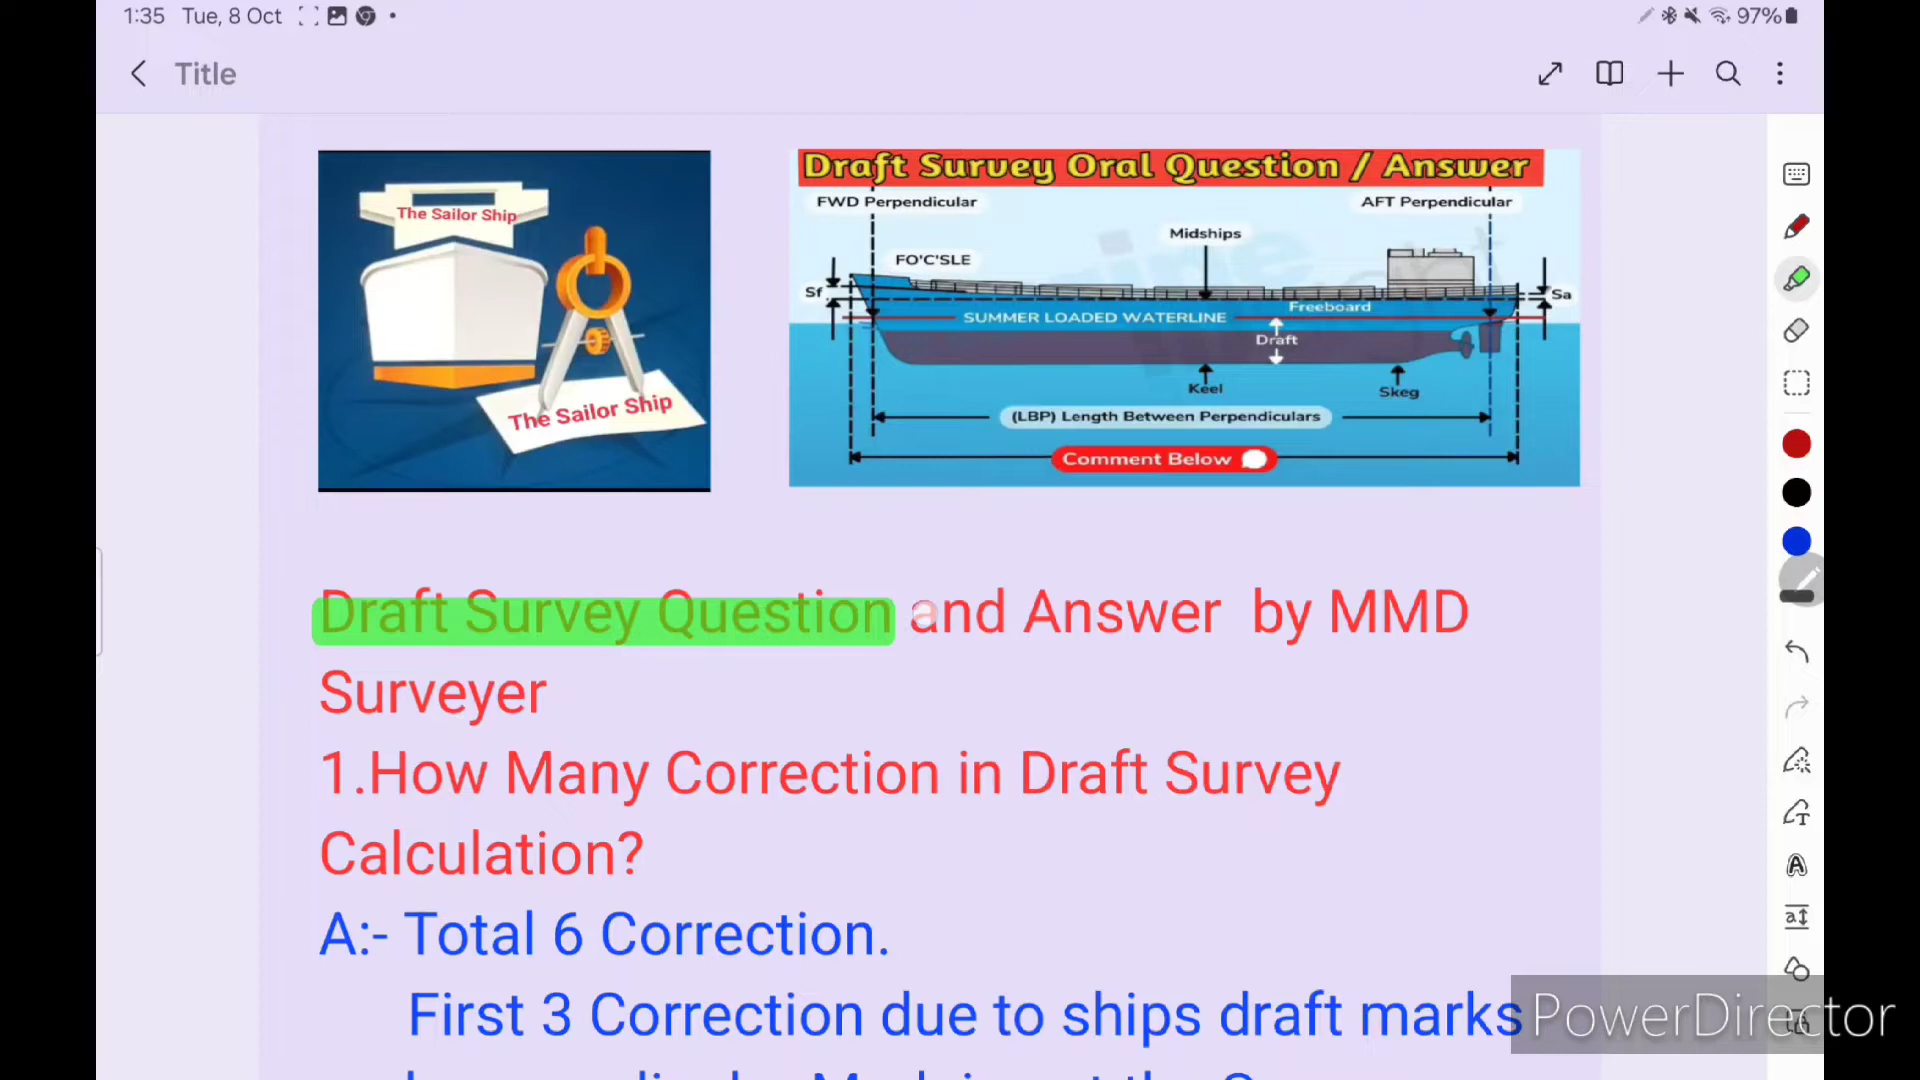 1:35 Tue, 8 Oct
97%
Title
The Sailor Ship
The Sailor Ship
Draft Survey Oral Question / Answer
FWD Perpendicular
AFT Perpendicular
Midships
FO'C'SLE
Sf
Sa
Freeboard
SUMMER LOADED WATERLINE
Draft
Keel
Skeg
(LBP) Length Between Perpendiculars
Comment Below
Draft Survey Question and Answer by MMD
Surveyer
1.How Many Correction in Draft Survey
Calculation?
A:- Total 6 Correction.
First 3 Correction due to ships draft marks
PowerDirector